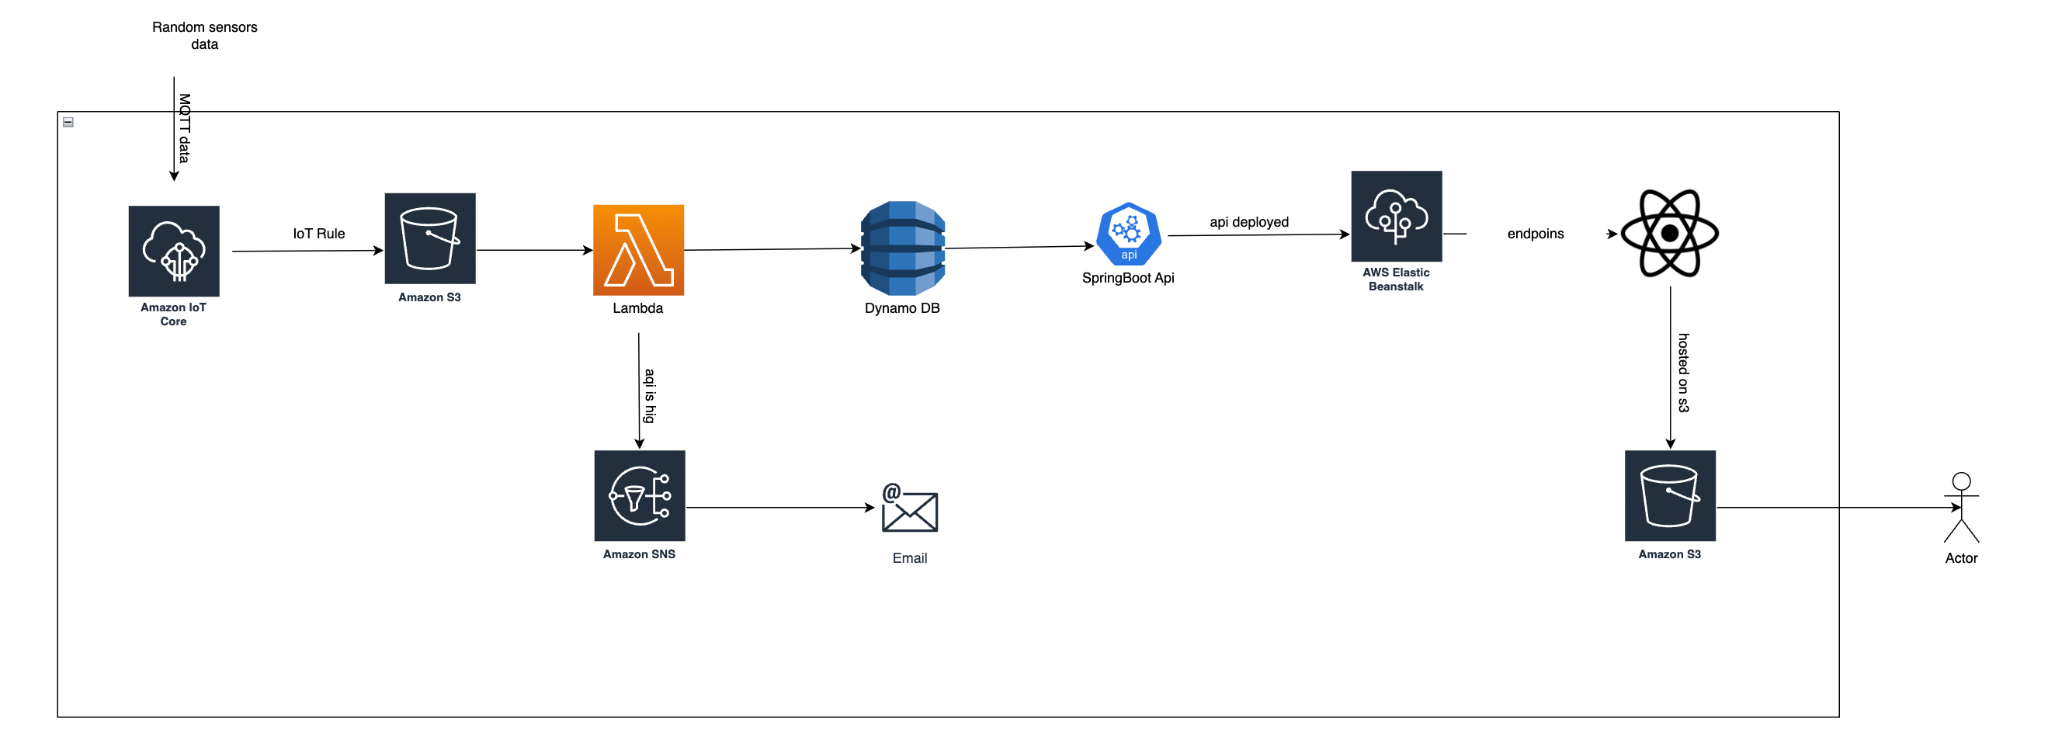 Random sensors
data
MQTT data
IoT Rule
Amazon IoT
Core
Amazon S3
Lambda
Dynamo DB
api
SpringBoot Api
api deployed
AWS Elastic
Beanstalk
endpoins
aqi is hig
hosted on s3
Amazon SNS
@
Email
Amazon S3
Actor